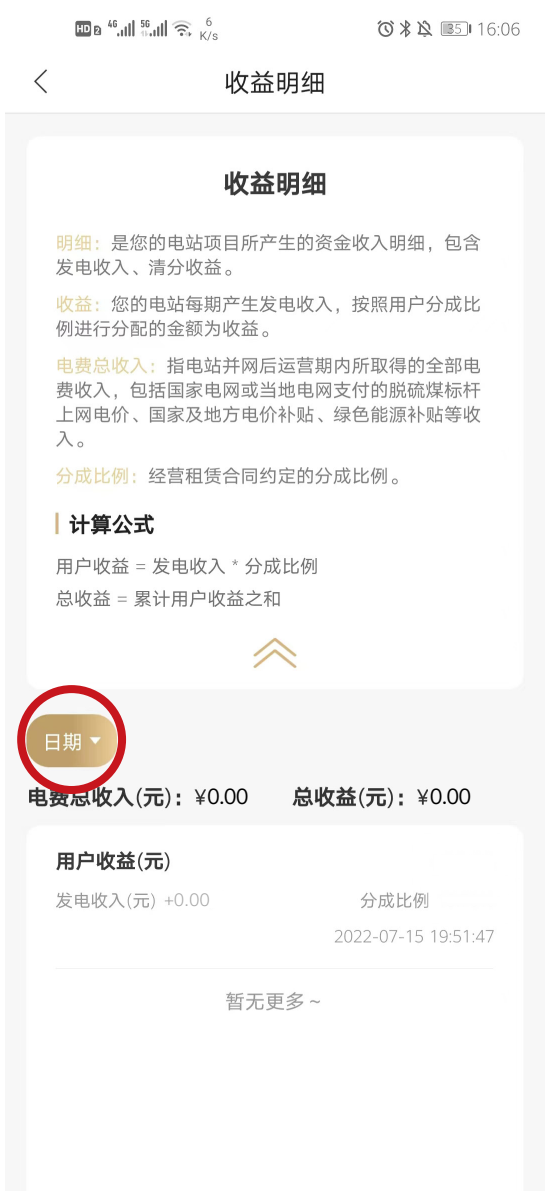 HD 2 4G 5G 6 K/s 85 16:06
收益明细
收益明细
明细：是您的电站项目所产生的资金收入明细，包含
发电收入、清分收益。
收益：您的电站每期产生发电收入，按照用户分成比
例进行分配的金额为收益。
电费总收入：指电站并网后运营期内所取得的全部电
费收入，包括国家电网或当地电网支付的脱硫煤标杆
上网电价、国家及地方电价补贴、绿色能源补贴等收
入。
分成比例：经营租赁合同约定的分成比例。
计算公式
用户收益 = 发电收入 * 分成比例
总收益 = 累计用户收益之和
日期
电费总收入(元)：¥0.00 总收益(元)：¥0.00
用户收益(元)
发电收入(元) +0.00 分成比例
2022-07-15 19:51:47
暂无更多 ~